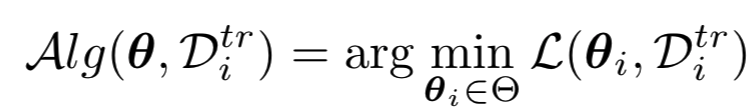 𝒜lg(𝜽, 𝒟ᵢᵗʳ) = arg min_{𝜽ᵢ∈Θ} ℒ(𝜽ᵢ, 𝒟ᵢᵗʳ)